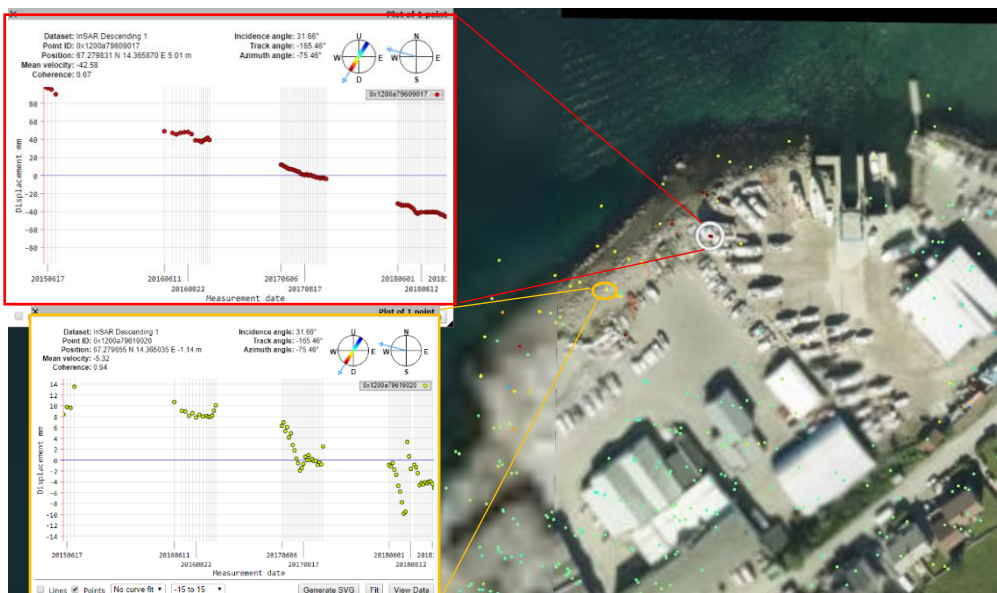 ✕ Plot of 1 point
Dataset: InSAR Descending 1
Point ID: 0x1200a79609017
Position: 67.279831 N 14.365870 E 5.01 m
Mean velocity: -42.58
Coherence: 0.67
Incidence angle: 31.66°
Track angle: -165.46°
Azimuth angle: -75.46°
U
W E
D
N
W E
S
0x1200a79609017
80
60
40
20
0
-20
-40
-60
-80
Displacement mm
20150617 20160611 20170606 20180601 2018
20160822 20170817 20180812
Measurement date
✕ Plot of 1 point
Dataset: InSAR Descending 1
Point ID: 0x1200a79619020
Position: 67.279655 N 14.365035 E -1.14 m
Mean velocity: -5.32
Coherence: 0.64
Incidence angle: 31.66°
Track angle: -165.46°
Azimuth angle: -75.46°
U
W E
D
N
W E
S
0x1200a79619020
14
12
10
8
6
4
2
0
-2
-4
-6
-8
-10
-12
-14
Displacement mm
20150617 20160611 20170606 20180601 2018
20160822 20170817 20180812
Measurement date
Lines Points No curve fit ▾ -15 to 15 ▾ Generate SVG Fit View Data